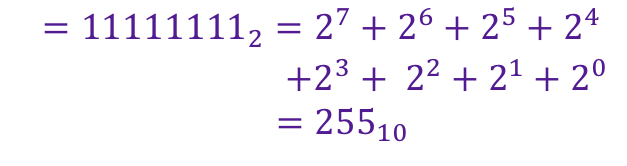 = 11111111₂ = 2⁷ + 2⁶ + 2⁵ + 2⁴
+2³ + 2² + 2¹ + 2⁰
= 255₁₀